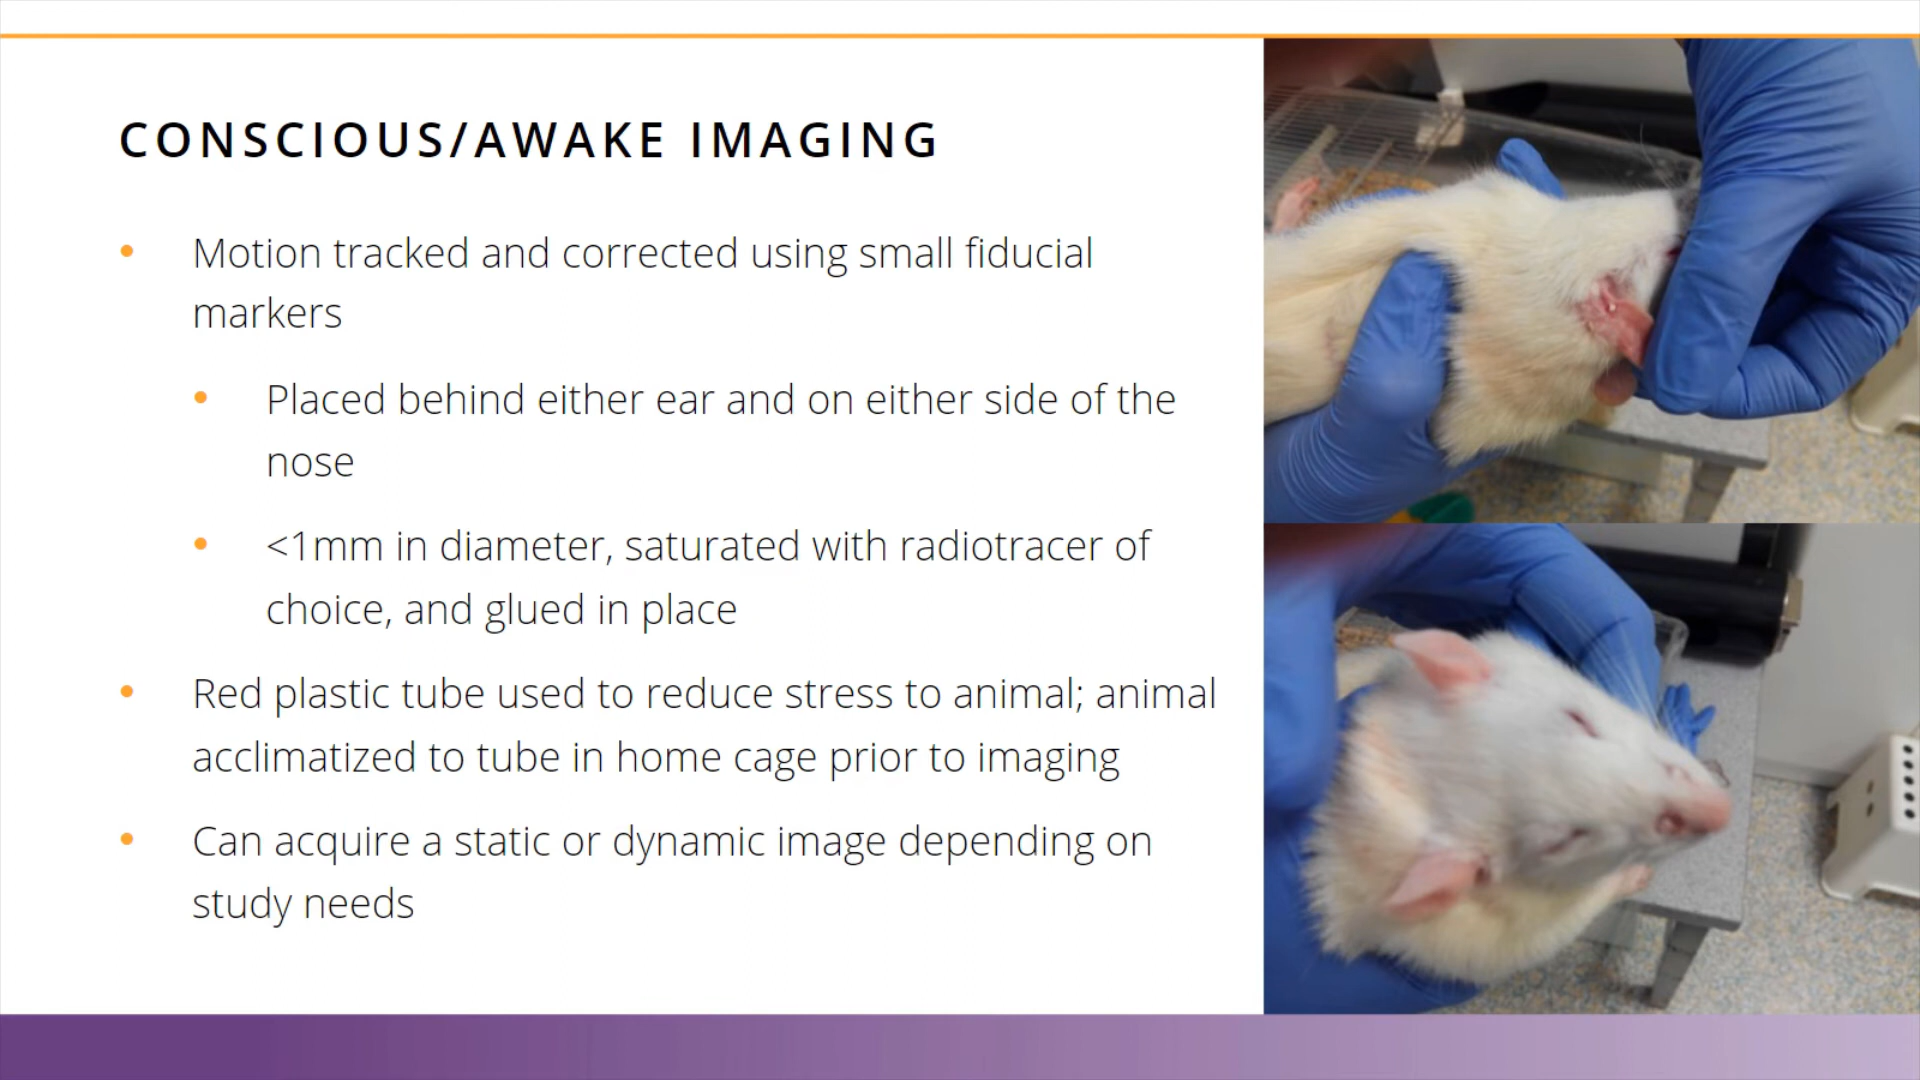 CONSCIOUS/AWAKE IMAGING
• Motion tracked and corrected using small fiducial
markers
• Placed behind either ear and on either side of the
nose
• <1mm in diameter, saturated with radiotracer of
choice, and glued in place
• Red plastic tube used to reduce stress to animal; animal
acclimatized to tube in home cage prior to imaging
• Can acquire a static or dynamic image depending on
study needs